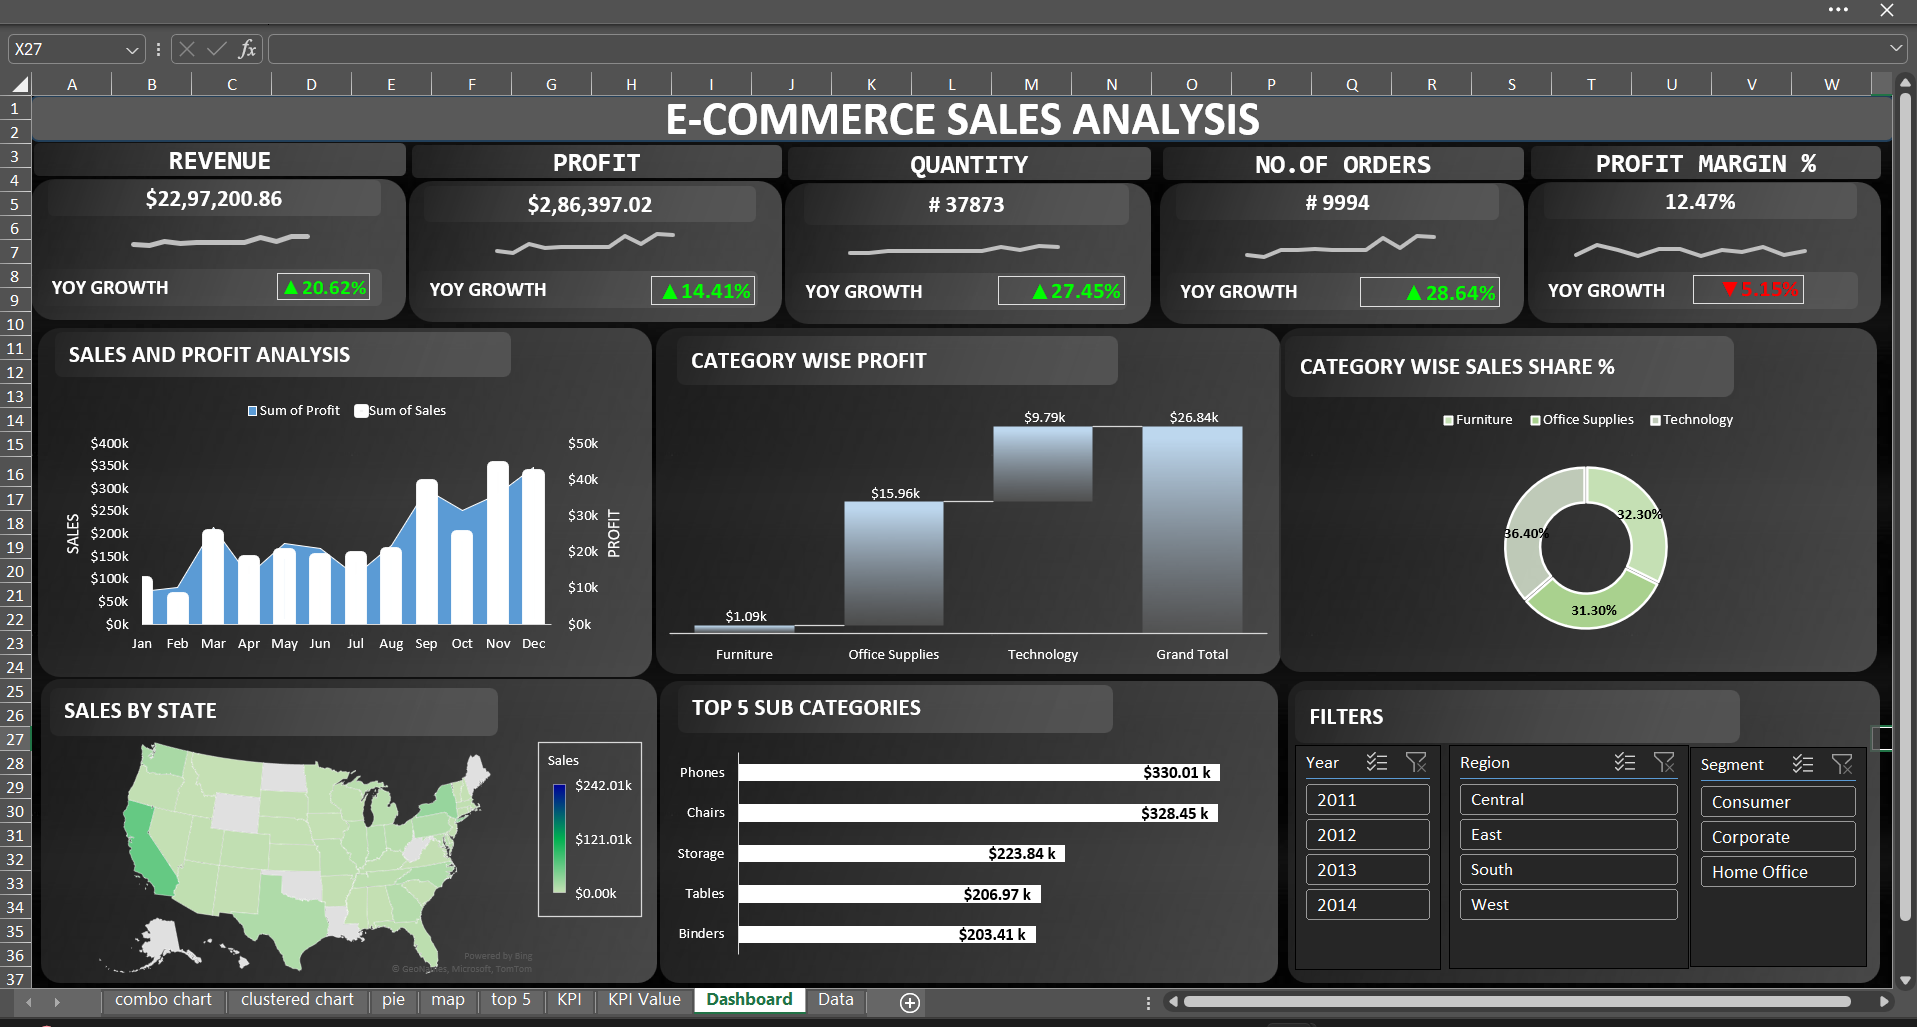 X27
fx
A B C D E F G H I J K L M N O P Q R S T U V W
1
2
3
4
5
6
7
8
9
10
11
12
13
14
15
16
17
18
19
20
21
22
23
24
25
26
27
28
29
30
31
32
33
34
35
36
37
E-COMMERCE SALES ANALYSIS
REVENUE
$22,97,200.86
YOY GROWTH ▲20.62%
PROFIT
$2,86,397.02
YOY GROWTH ▲14.41%
QUANTITY
# 37873
YOY GROWTH ▲27.45%
NO.OF ORDERS
# 9994
YOY GROWTH ▲28.64%
PROFIT MARGIN %
12.47%
YOY GROWTH ▼5.15%
SALES AND PROFIT ANALYSIS
Sum of Profit Sum of Sales
SALES
$400k
$350k
$300k
$250k
$200k
$150k
$100k
$50k
$0k
$50k
$40k
$30k
$20k
$10k
$0k
PROFIT
Jan Feb Mar Apr May Jun Jul Aug Sep Oct Nov Dec
CATEGORY WISE PROFIT
$1.09k
$15.96k
$9.79k
$26.84k
Furniture Office Supplies Technology Grand Total
CATEGORY WISE SALES SHARE %
Furniture Office Supplies Technology
32.30%
36.40%
31.30%
SALES BY STATE
Sales
$242.01k
$121.01k
$0.00k
Powered by Bing
© GeoNames, Microsoft, TomTom
TOP 5 SUB CATEGORIES
Phones $330.01 k
Chairs $328.45 k
Storage $223.84 k
Tables $206.97 k
Binders $203.41 k
FILTERS
Year
2011
2012
2013
2014
Region
Central
East
South
West
Segment
Consumer
Corporate
Home Office
combo chart clustered chart pie map top 5 KPI KPI Value Dashboard Data